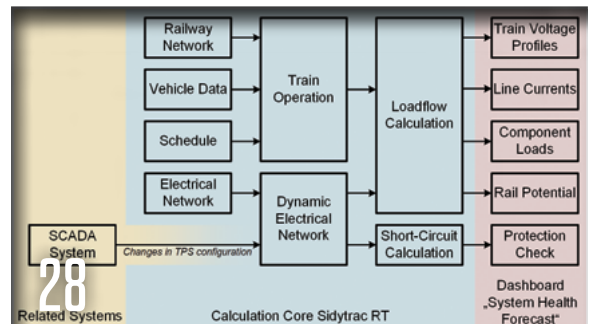 Railway
Network
Vehicle Data
Schedule
Electrical
Network
SCADA
System
Changes in TPS configuration
Train
Operation
Dynamic
Electrical
Network
Loadflow
Calculation
Short-Circuit
Calculation
Train Voltage
Profiles
Line Currents
Component
Loads
Rail Potential
Protection
Check
28
Related Systems
Calculation Core Sidytrac RT
Dashboard
„System Health
Forecast“